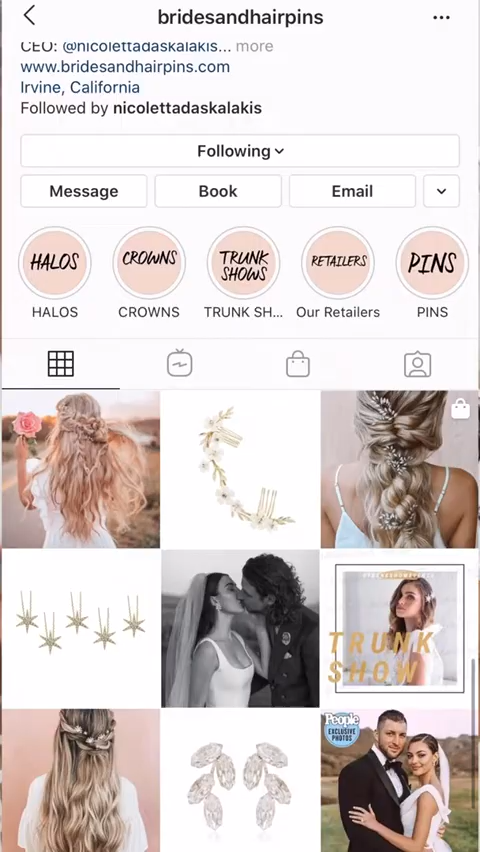 bridesandhairpins
CEO: @nicolettadaskalakis... more
www.bridesandhairpins.com
Irvine, California
Followed by nicolettadaskalakis
Following
Message
Book
Email
HALOS
CROWNS
TRUNK
SHOWS
RETAILERS
PINS
HALOS
CROWNS
TRUNK SH...
Our Retailers
PINS
TRUNK
SHOW
People
EXCLUSIVE
PHOTOS